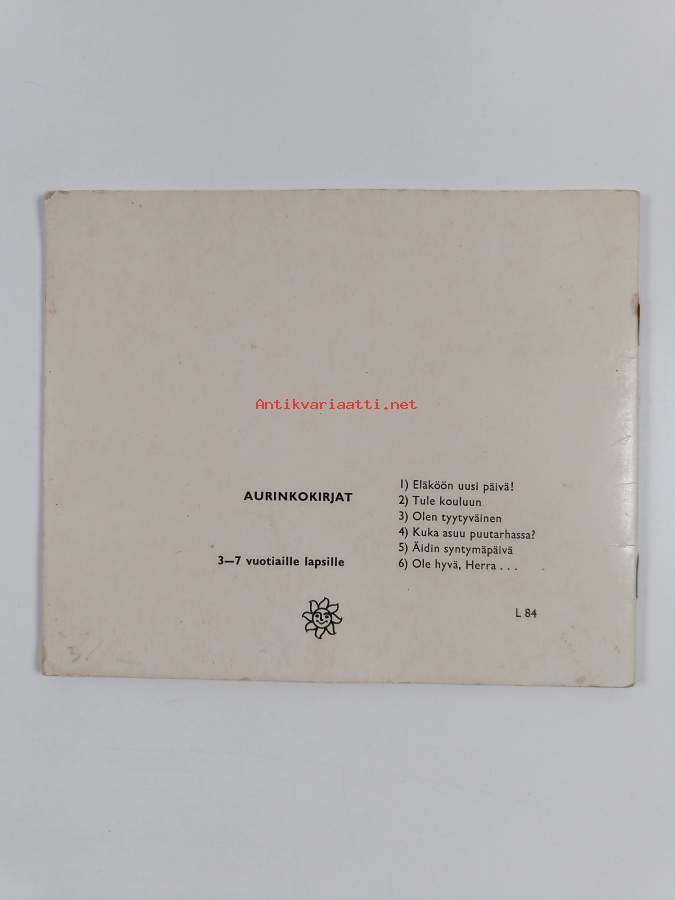 Antikvariaatti.net
AURINKOKIRJAT
3—7 vuotiaille lapsille
1) Eläköön uusi päivä!
2) Tule kouluun
3) Olen tyytyväinen
4) Kuka asuu puutarhassa?
5) Äidin syntymäpäivä
6) Ole hyvä, Herra . . .
L 84